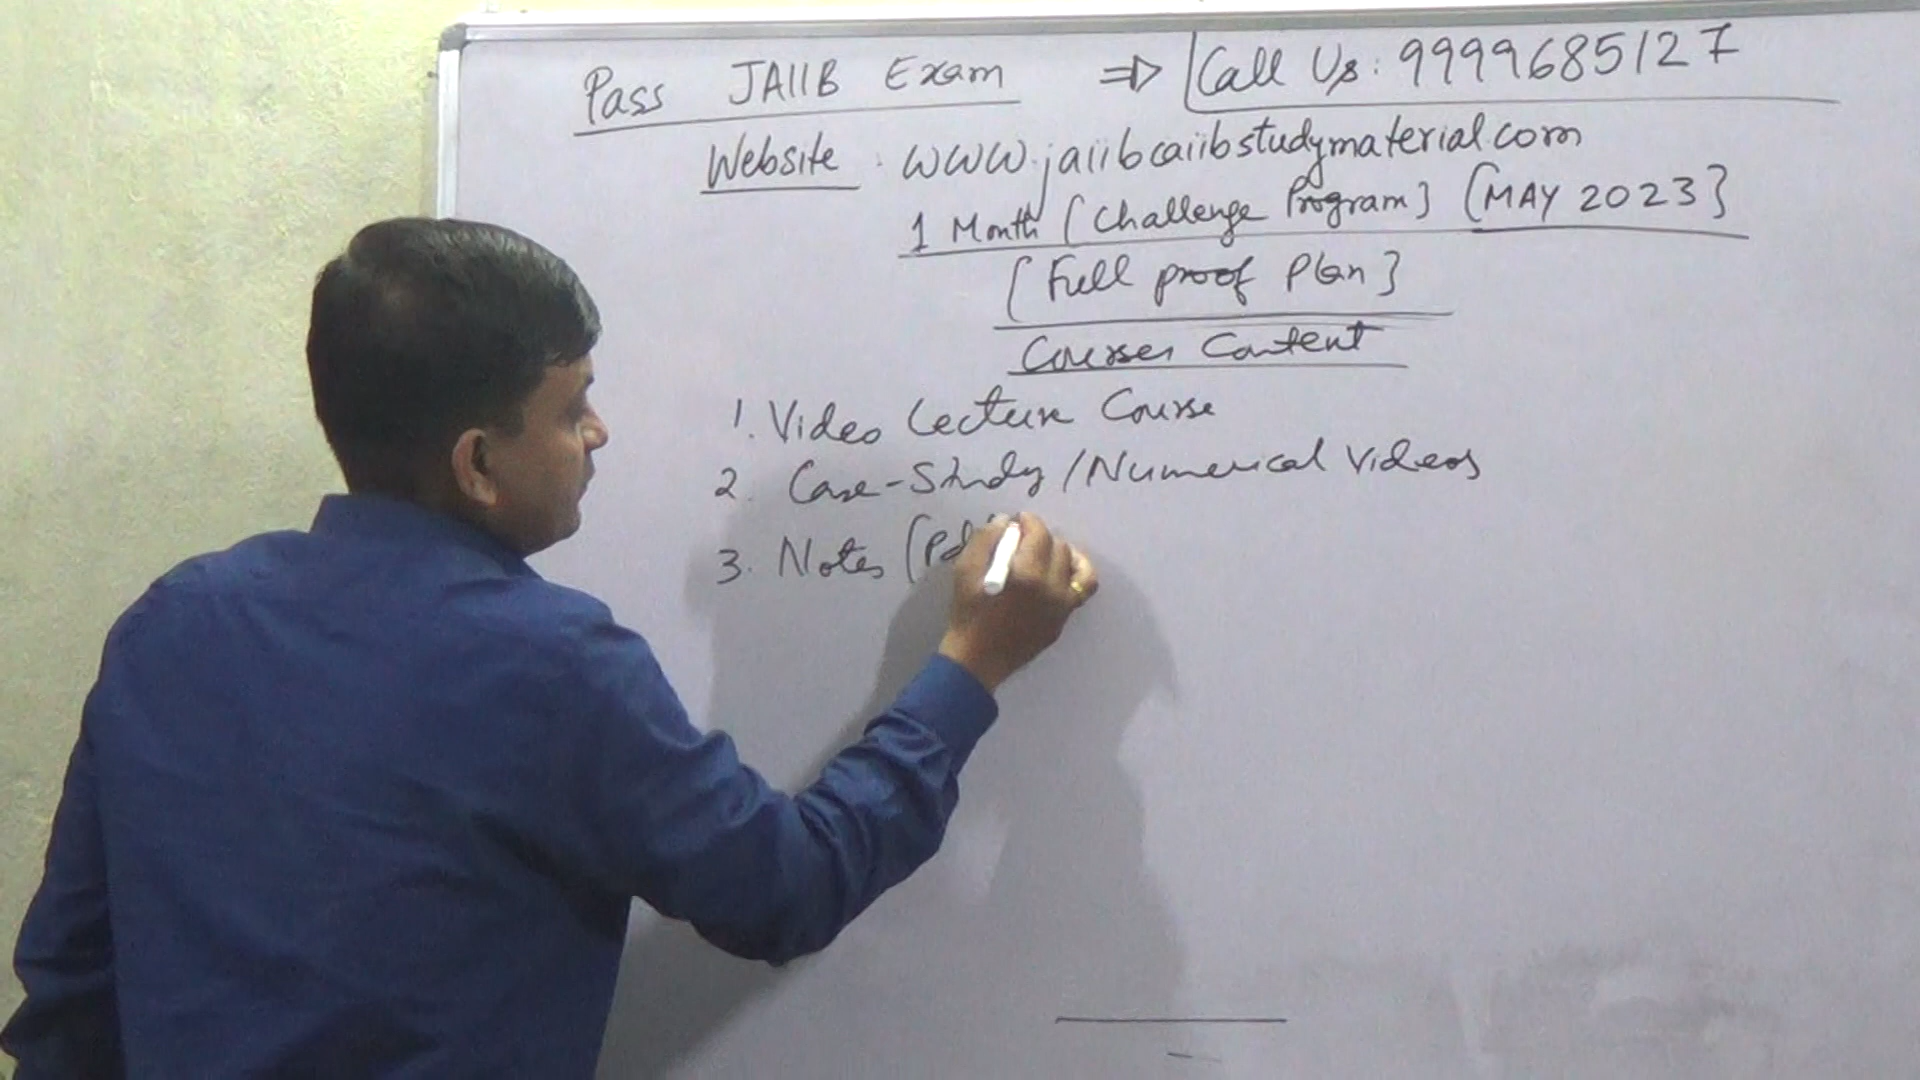 Pass JAIIB Exam ⇒ Call Us: 9999685127
Website : www.jaiibcaiibstudymaterial.com
1 Month [Challenge Program] [MAY 2023]
[Full proof Plan]
Courses Content
1. Video Lecture Course
2. Case-Study/Numerical Videos
3. Notes (Pd